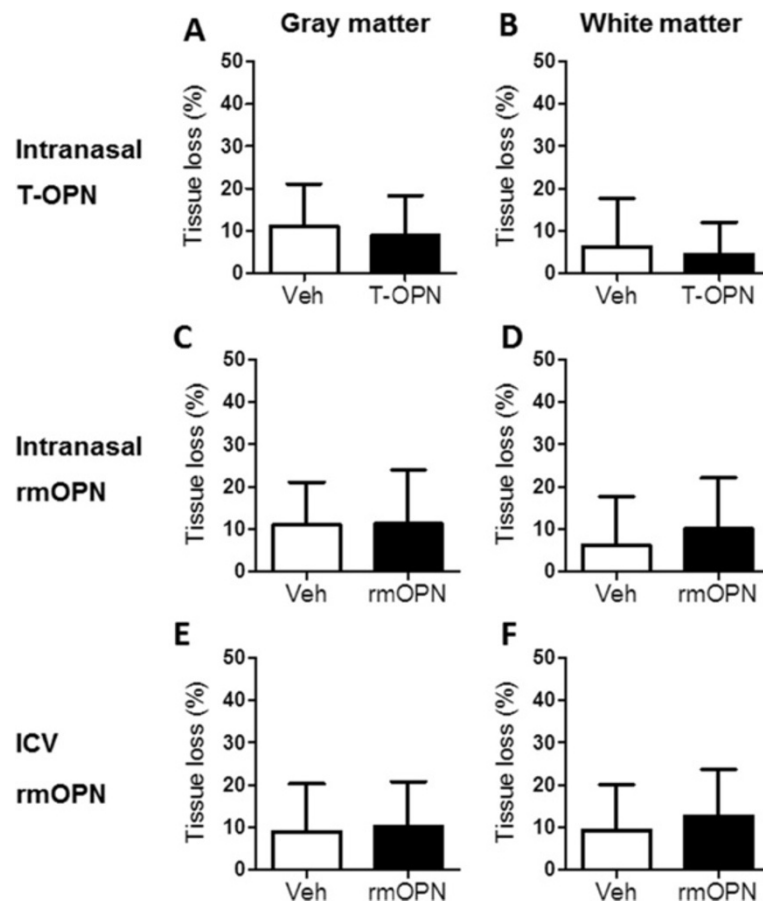 A Gray matter B White matter
Intranasal
T-OPN
Tissue loss (%)
50
40
30
20
10
0
Veh T-OPN
Tissue loss (%)
50
40
30
20
10
0
Veh T-OPN
Intranasal
rmOPN
C
Tissue loss (%)
50
40
30
20
10
0
Veh rmOPN
D
Tissue loss (%)
50
40
30
20
10
0
Veh rmOPN
ICV
rmOPN
E
Tissue loss (%)
50
40
30
20
10
0
Veh rmOPN
F
Tissue loss (%)
50
40
30
20
10
0
Veh rmOPN